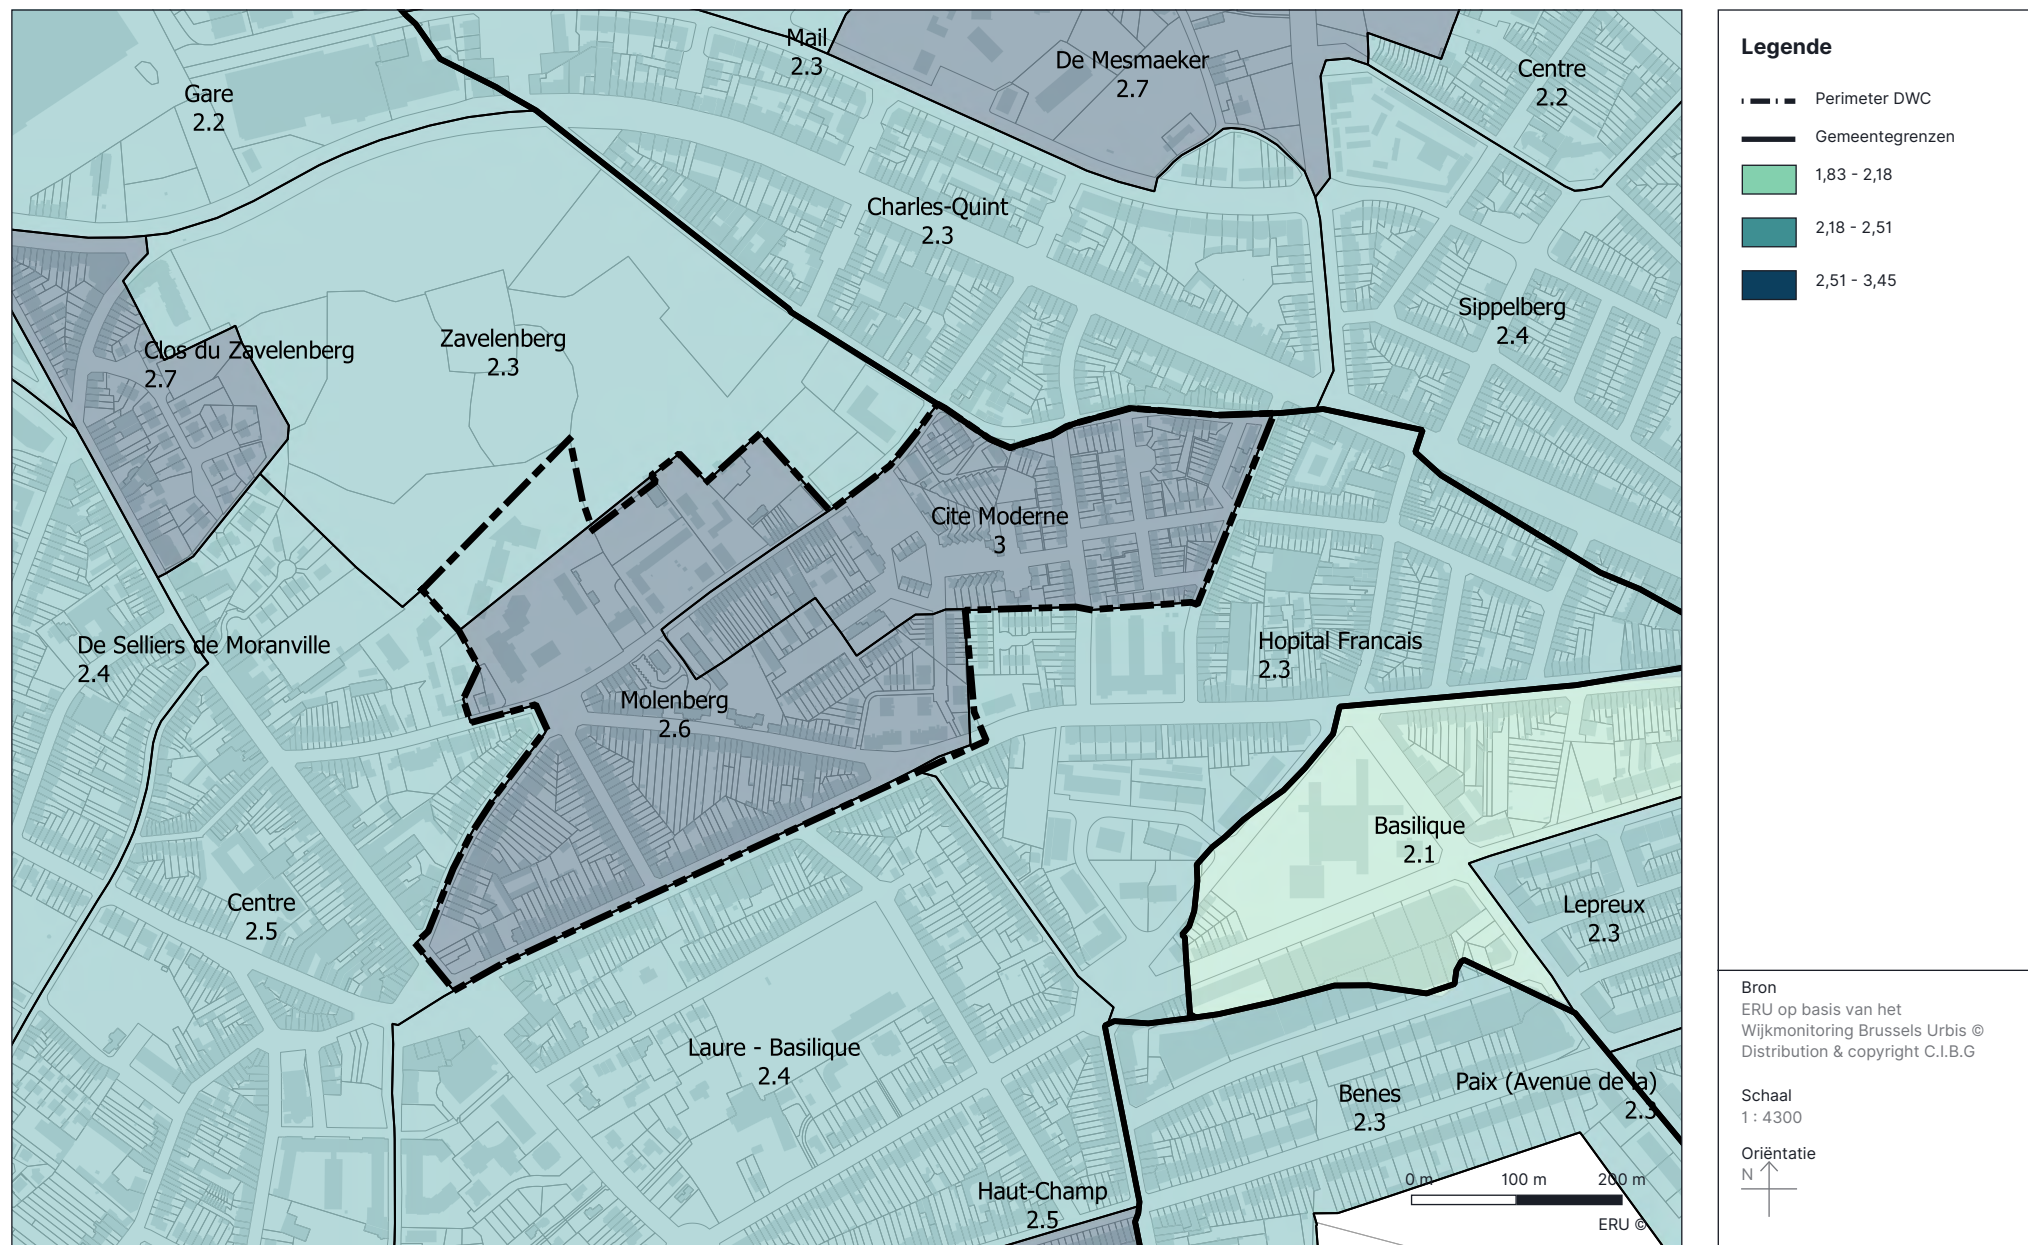 Mail
2.3
De Mesmaeker
2.7
Centre
2.2
Gare
2.2
Charles-Quint
2.3
Sippelberg
2.4
Zavelenberg
2.3
Clos du Zavelenberg
2.7
Cite Moderne
3
De Selliers de Moranville
2.4
Hopital Francais
2.3
Molenberg
2.6
Basilique
2.1
Centre
2.5
Lepreux
2.3
Laure - Basilique
2.4
Benes
2.3
Paix (Avenue de la)
2.3
Haut-Champ
2.5
0 m 100 m 200 m
ERU ©
Legende
Perimeter DWC
Gemeentegrenzen
1,83 - 2,18
2,18 - 2,51
2,51 - 3,45
Bron
ERU op basis van het
Wijkmonitoring Brussels Urbis ©
Distribution & copyright C.I.B.G
Schaal
1 : 4300
Oriëntatie
N